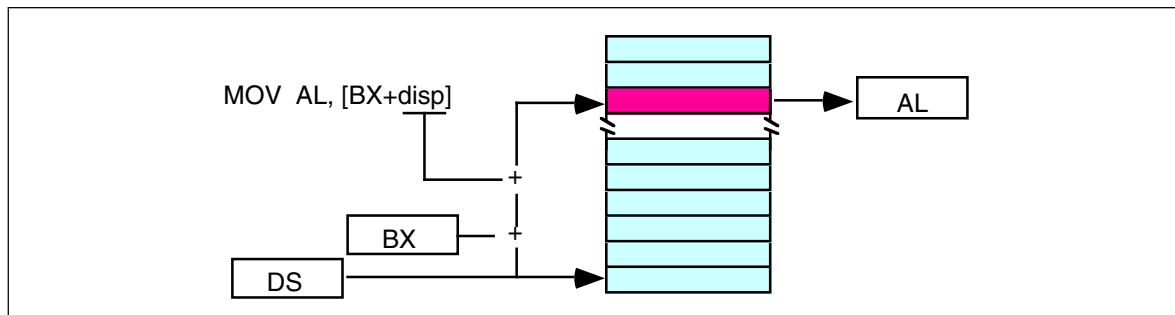 MOV AL, [BX+disp]
AL
+
BX
+
DS